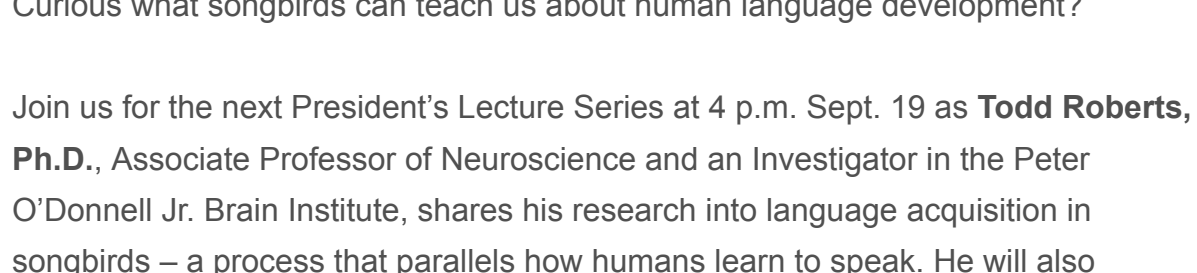 Curious what songbirds can teach us about human language development?
Join us for the next President’s Lecture Series at 4 p.m. Sept. 19 as Todd Roberts,
Ph.D., Associate Professor of Neuroscience and an Investigator in the Peter
O’Donnell Jr. Brain Institute, shares his research into language acquisition in
songbirds – a process that parallels how humans learn to speak. He will also